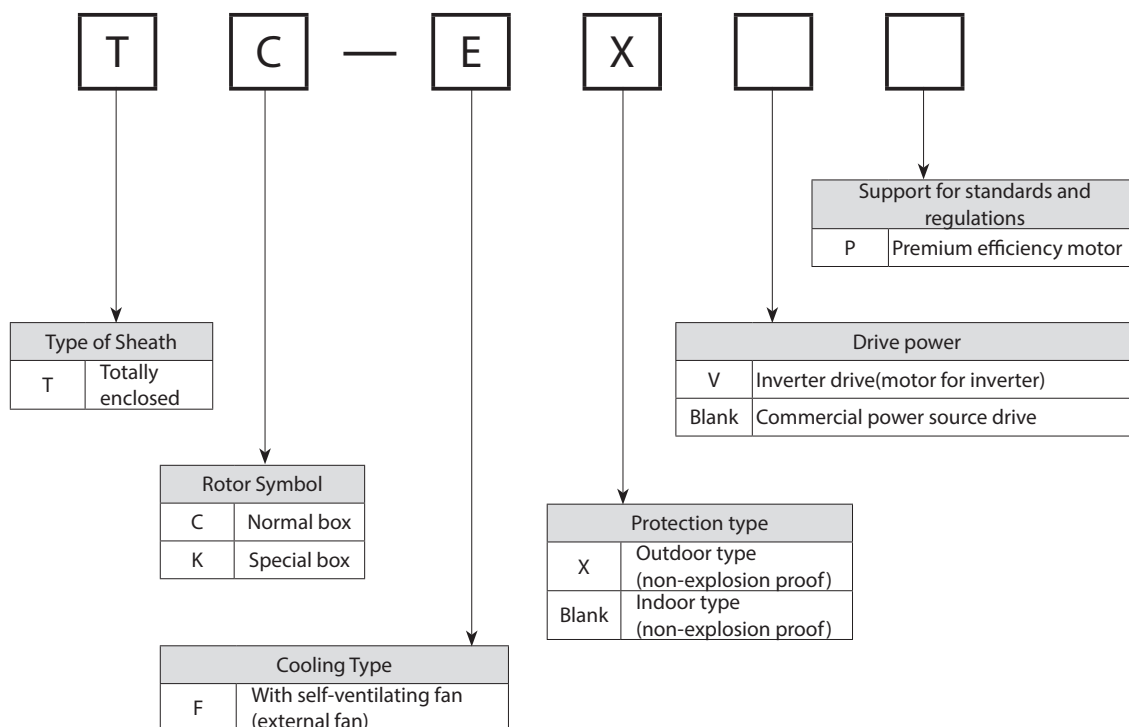 T C — E X
Support for standards and
regulations
P Premium efficiency motor
Type of Sheath
T Totally
enclosed
Drive power
V Inverter drive(motor for inverter)
Blank Commercial power source drive
Rotor Symbol
C Normal box
K Special box
Protection type
X Outdoor type
(non-explosion proof)
Blank Indoor type
(non-explosion proof)
Cooling Type
F With self-ventilating fan
(external fan)